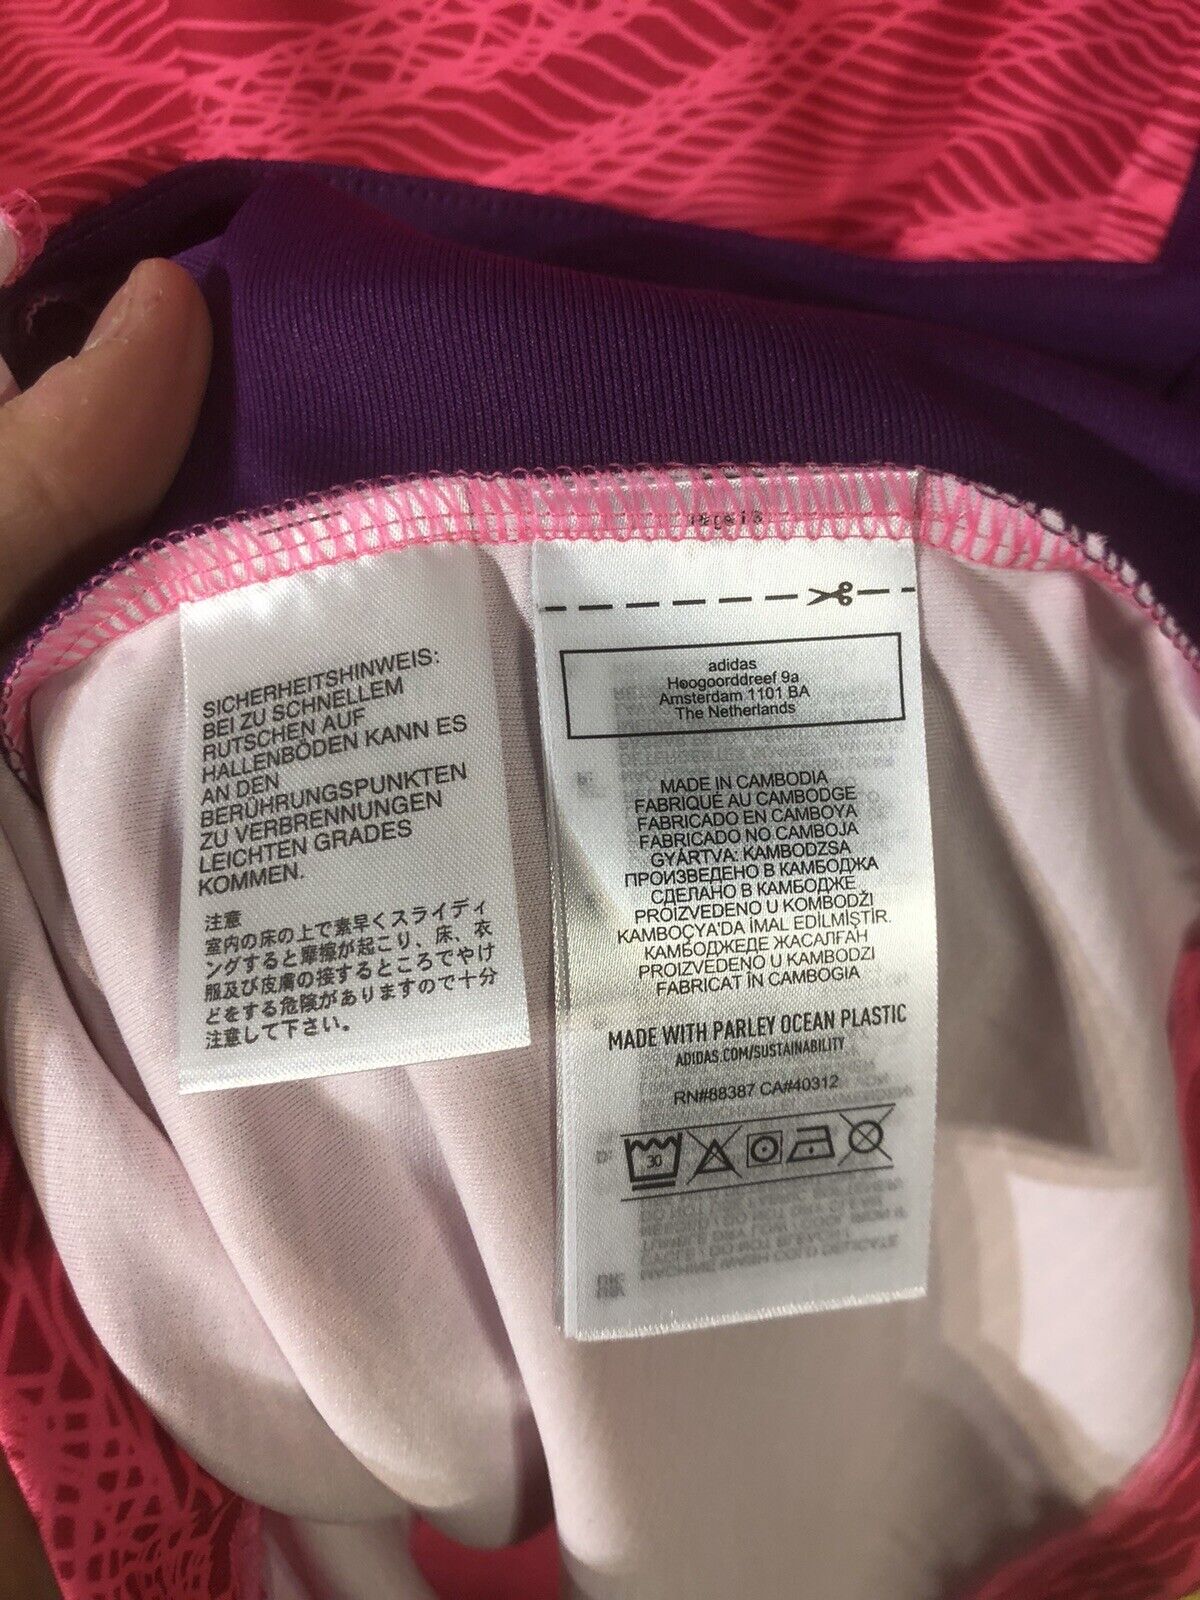 SICHERHEITSHINWEIS:
BEI ZU SCHNELLEM
RUTSCHEN AUF
HALLENBÖDEN KANN ES
AN DEN
BERÜHRUNGSPUNKTEN
ZU VERBRENNUNGEN
LEICHTEN GRADES
KOMMEN.
注意
室内の床の上で素早くスライディ
ングすると摩擦が起こり、床、衣
服及び皮膚の接するところでやけ
どをする危険がありますので十分
注意して下さい。
adidas
Hoogoorddreef 9a
Amsterdam 1101 BA
The Netherlands
MADE IN CAMBODIA
FABRIQUÉ AU CAMBODGE
FABRICADO EN CAMBOYA
FABRICADO NO CAMBOJA
GYÁRTVA: KAMBODZSA
ПРОИЗВЕДЕНО В КАМБОДЖА
СДЕЛАНО В КАМБОДЖЕ
PROIZVEDENO U KOMBODŽI
KAMBOÇYA'DA İMAL EDİLMİŞTİR.
КАМБОДЖЕДЕ ЖАСАЛҒАН
PROIZVEDENO U KAMBODZI
FABRICAT ÎN CAMBOGIA
MADE WITH PARLEY OCEAN PLASTIC
ADIDAS.COM/SUSTAINABILITY
RN#88387 CA#40312
30